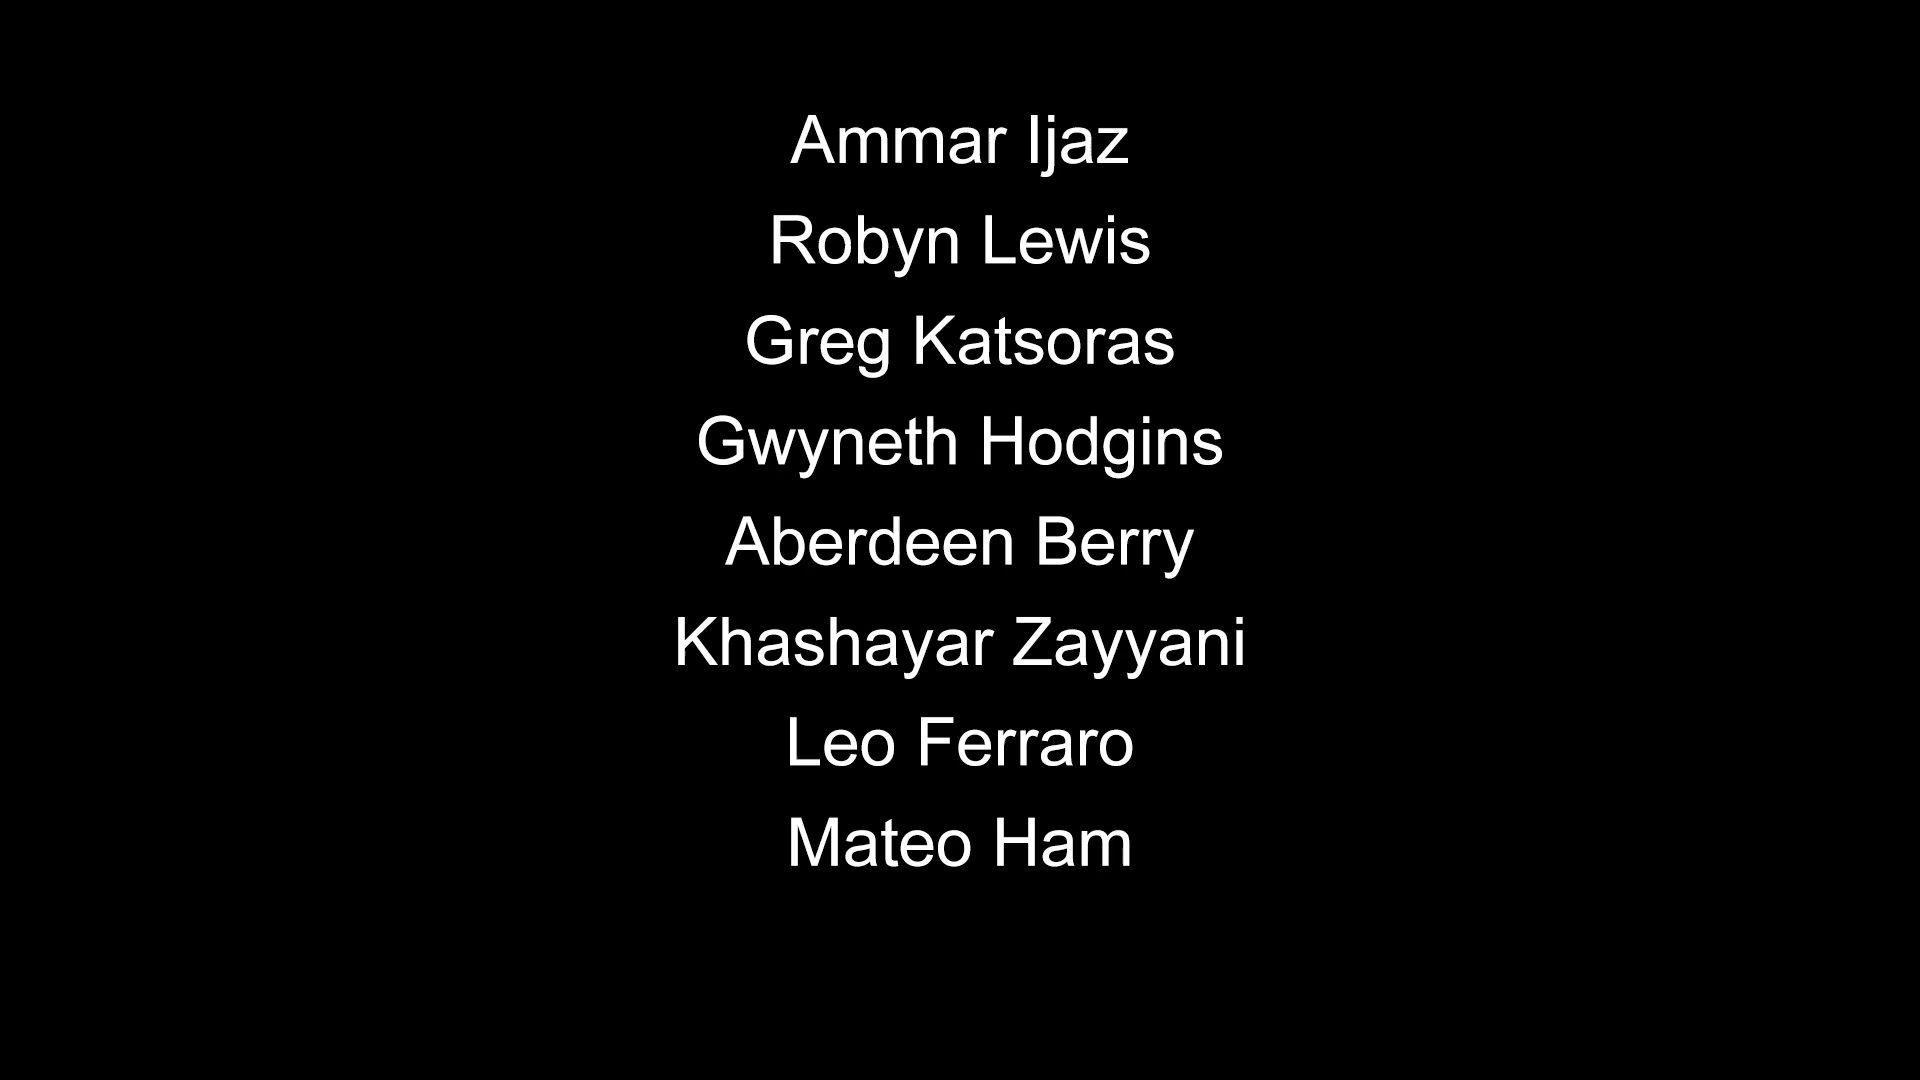 Ammar Ijaz
Robyn Lewis
Greg Katsoras
Gwyneth Hodgins
Aberdeen Berry
Khashayar Zayyani
Leo Ferraro
Mateo Ham